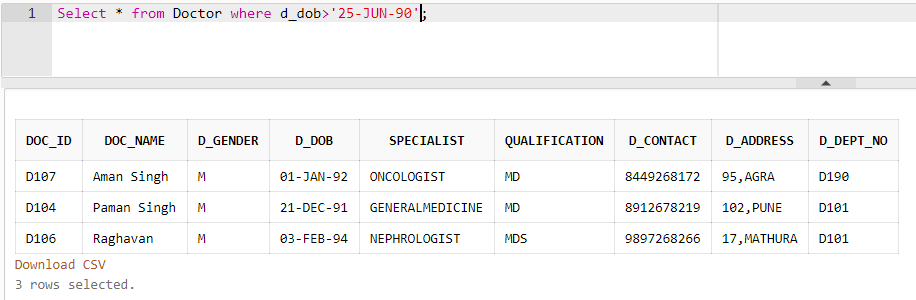 1 Select * from Doctor where d_dob>'25-JUN-90';
DOC_ID DOC_NAME D_GENDER D_DOB SPECIALIST QUALIFICATION D_CONTACT D_ADDRESS D_DEPT_NO
D107 Aman Singh M 01-JAN-92 ONCOLOGIST MD 8449268172 95,AGRA D190
D104 Paman Singh M 21-DEC-91 GENERALMEDICINE MD 8912678219 102,PUNE D101
D106 Raghavan M 03-FEB-94 NEPHROLOGIST MDS 9897268266 17,MATHURA D101
Download CSV
3 rows selected.